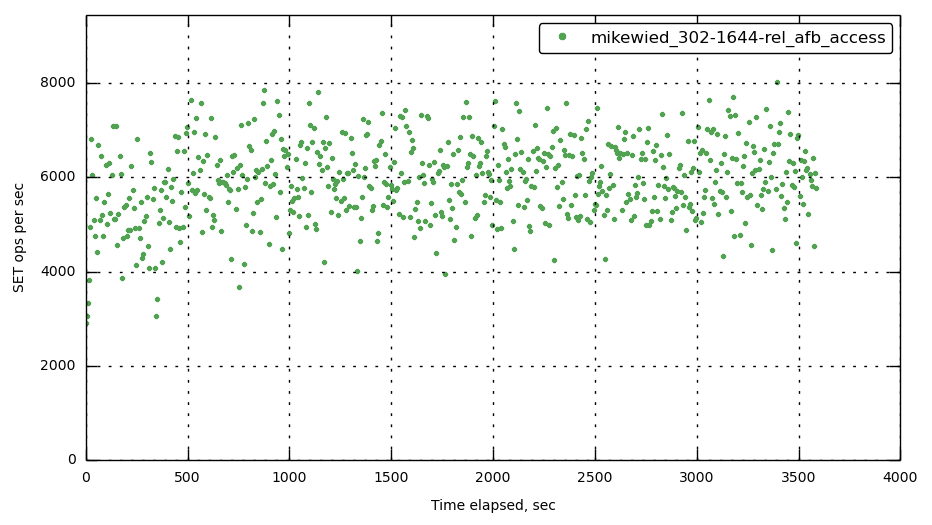 mikewied_302-1644-rel_afb_access
8000
6000
4000
2000
0
SET ops per sec
0 500 1000 1500 2000 2500 3000 3500 4000
Time elapsed, sec